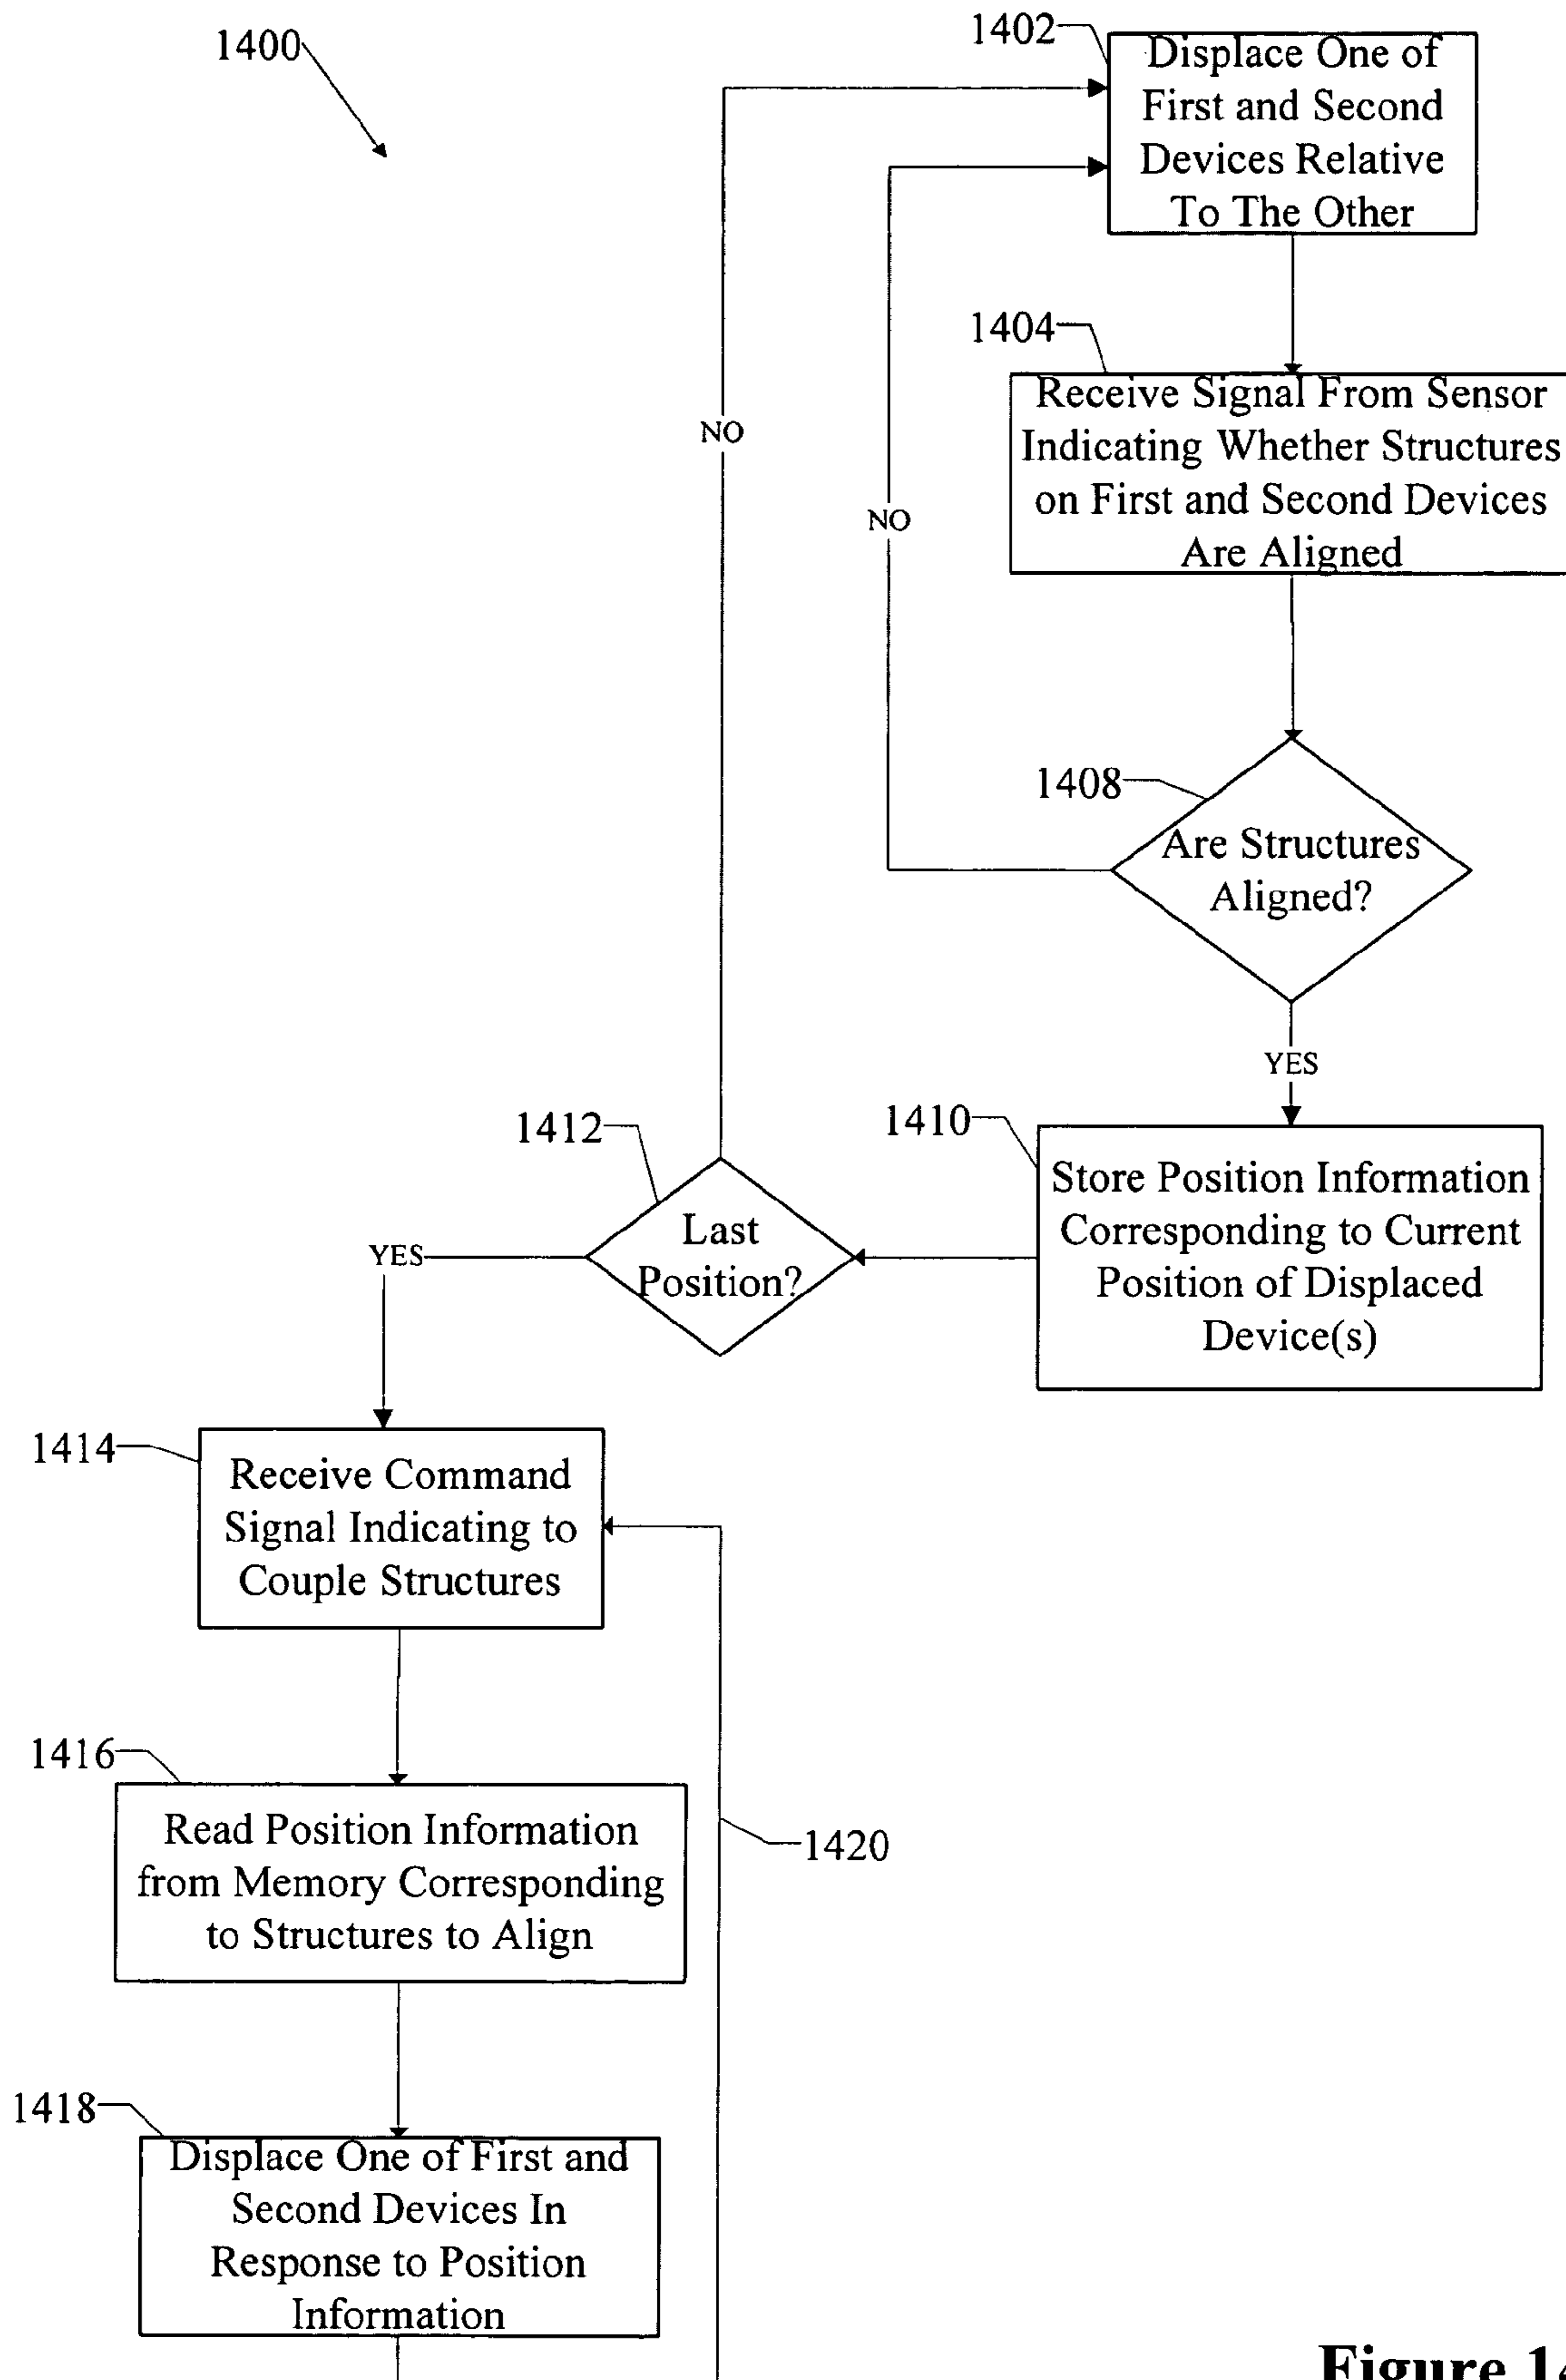 1400
1402
Displace One of
First and Second
Devices Relative
To The Other
1404
Receive Signal From Sensor
Indicating Whether Structures
on First and Second Devices
Are Aligned
NO
NO
1408
Are Structures
Aligned?
YES
1410
Store Position Information
Corresponding to Current
Position of Displaced
Device(s)
1412
Last
Position?
YES
1414
Receive Command
Signal Indicating to
Couple Structures
1416
Read Position Information
from Memory Corresponding
to Structures to Align
1420
1418
Displace One of First and
Second Devices In
Response to Position
Information
Figure